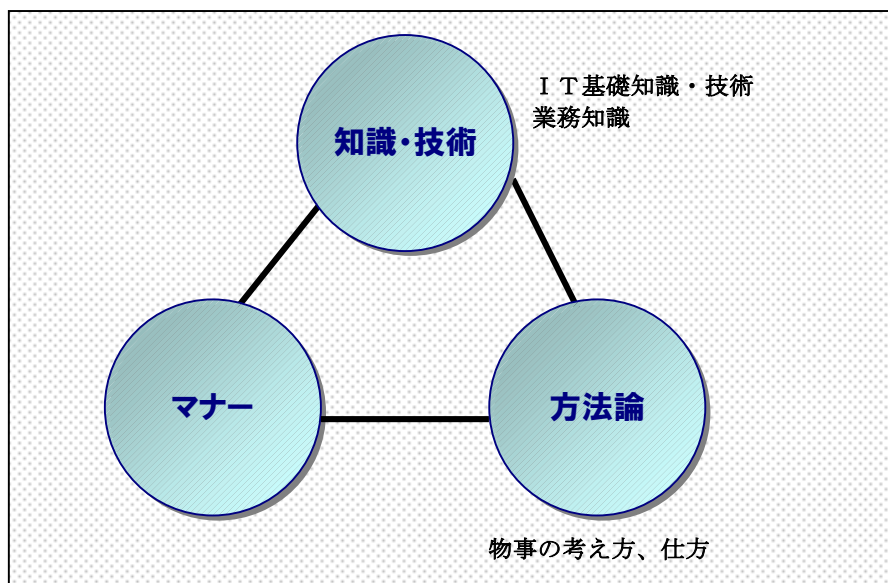 知識・技術
ＩＴ基礎知識・技術
業務知識
マナー
方法論
物事の考え方、仕方